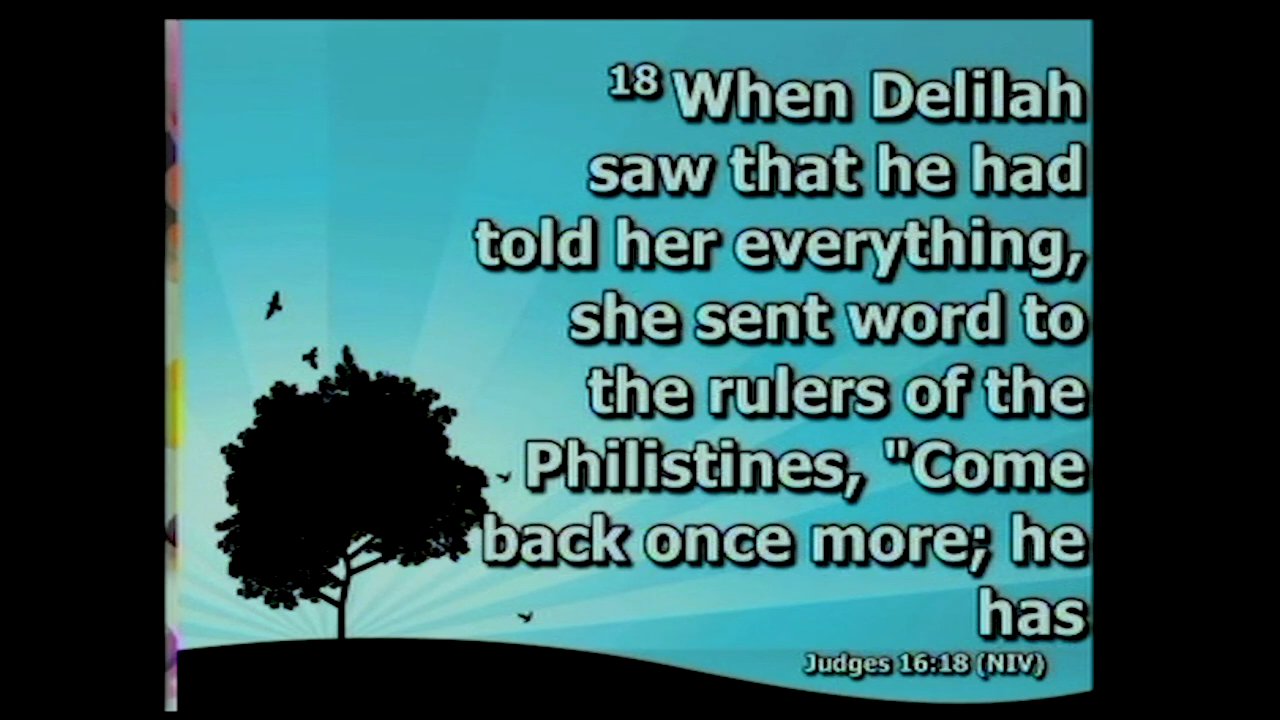 18 When Delilah
saw that he had
told her everything,
she sent word to
the rulers of the
Philistines, "Come
back once more; he
has
Judges 16:18 (NIV)